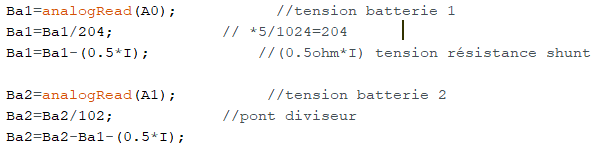 Ba1=analogRead(A0); //tension batterie 1
Ba1=Ba1/204; // *5/1024=204
Ba1=Ba1-(0.5*I); //(0.5ohm*I) tension résistance shunt
Ba2=analogRead(A1); //tension batterie 2
Ba2=Ba2/102; //pont diviseur
Ba2=Ba2-Ba1-(0.5*I);